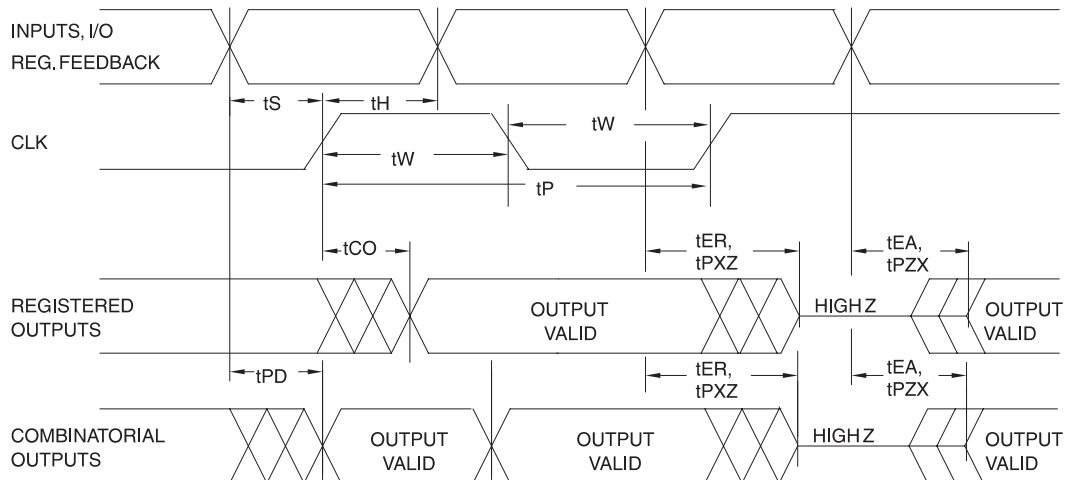 INPUTS, I/O
REG. FEEDBACK
tS
tH
CLK
tW
tW
tP
tCO
tER,
tPXZ
tEA,
tPZX
REGISTERED
OUTPUTS
OUTPUT
VALID
HIGH Z
OUTPUT
VALID
tPD
tER,
tPXZ
tEA,
tPZX
COMBINATORIAL
OUTPUTS
OUTPUT
VALID
OUTPUT
VALID
HIGH Z
OUTPUT
VALID